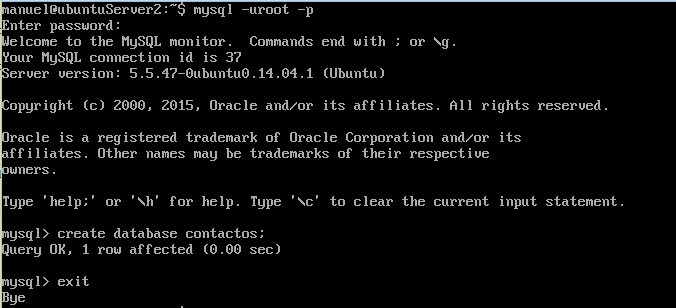 manuel@ubuntuServer2:~$ mysql -uroot -p
Enter password:
Welcome to the MySQL monitor.  Commands end with ; or \g.
Your MySQL connection id is 37
Server version: 5.5.47-0ubuntu0.14.04.1 (Ubuntu)

Copyright (c) 2000, 2015, Oracle and/or its affiliates. All rights reserved.

Oracle is a registered trademark of Oracle Corporation and/or its
affiliates. Other names may be trademarks of their respective
owners.

Type 'help;' or '\h' for help. Type '\c' to clear the current input statement.

mysql> create database contactos;
Query OK, 1 row affected (0.00 sec)

mysql> exit
Bye